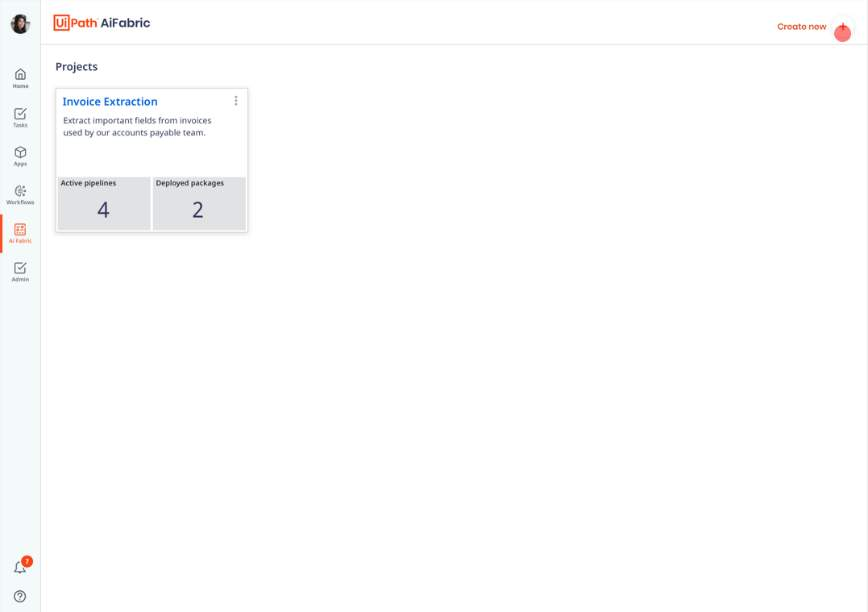 UiPath AiFabric
Create now
Home
Tasks
Apps
Workflows
Ai Fabric
Admin
7
Projects
Invoice Extraction
Extract important fields from invoices
used by our accounts payable team.
Active pipelines
Deployed packages
4
2